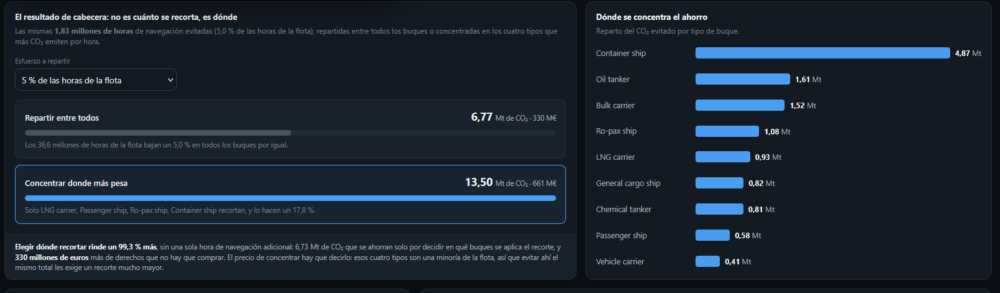 El resultado de cabecera: no es cuánto se recorta, es dónde
Las mismas 1,83 millones de horas de navegación evitadas (5,0 % de las horas de la flota), repartidas entre todos los buques o concentradas en los cuatro tipos que
más CO₂ emiten por hora.
Esfuerzo a repartir
5 % de las horas de la flota
Repartir entre todos
6,77 Mt de CO₂ · 330 M€
Los 36,6 millones de horas de la flota bajan un 5,0 % en todos los buques por igual.
Concentrar donde más pesa
13,50 Mt de CO₂ · 661 M€
Solo LNG carrier, Passenger ship, Ro-pax ship, Container ship recortan, y lo hacen un 17,8 %.
Elegir dónde recortar rinde un 99,3 % más, sin una sola hora de navegación adicional: 6,73 Mt de CO₂ que se ahorran solo por decidir en qué buques se aplica el recorte, y
330 millones de euros más de derechos que no hay que comprar. El precio de concentrar hay que decirlo: esos cuatro tipos son una minoría de la flota, así que evitar ahí el
mismo total les exige un recorte mucho mayor.
Dónde se concentra el ahorro
Reparto del CO₂ evitado por tipo de buque.
Container ship 4,87 Mt
Oil tanker 1,61 Mt
Bulk carrier 1,52 Mt
Ro-pax ship 1,08 Mt
LNG carrier 0,93 Mt
General cargo ship 0,82 Mt
Chemical tanker 0,81 Mt
Passenger ship 0,58 Mt
Vehicle carrier 0,41 Mt